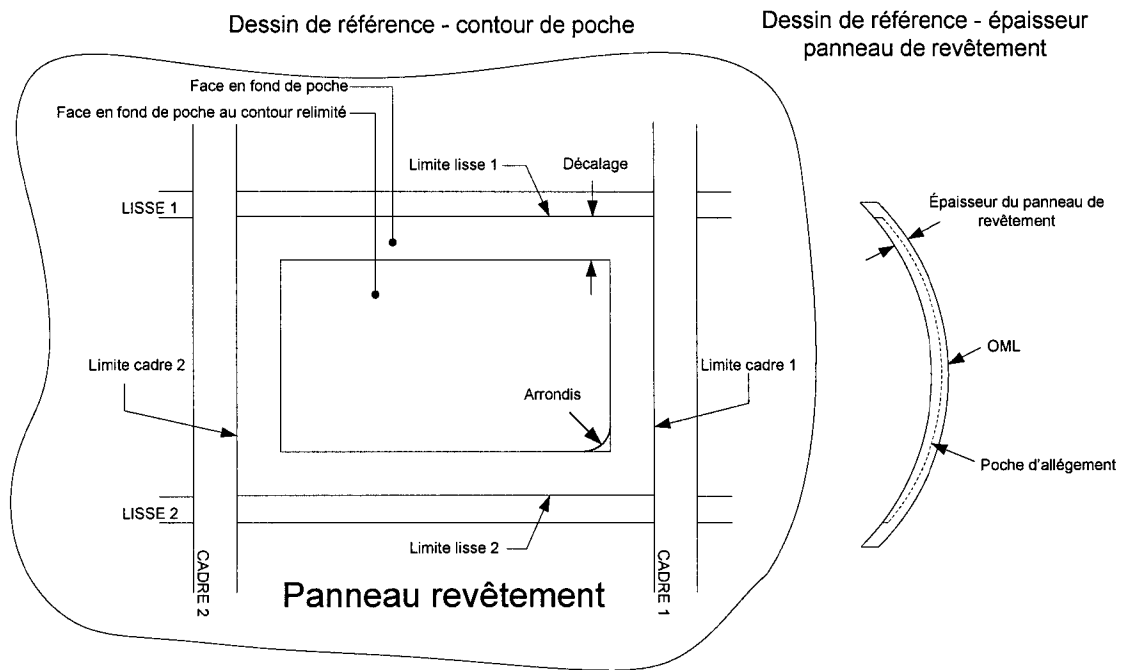 Dessin de référence - contour de poche
Dessin de référence - épaisseur
panneau de revêtement
Face en fond de poche
Face en fond de poche au contour relimité
Limite lisse 1
Décalage
LISSE 1
Épaisseur du panneau de
revêtement
Limite cadre 2
Limite cadre 1
OML
Arrondis
Poche d'allégement
LISSE 2
Limite lisse 2
CADRE 2
CADRE 1
Panneau revêtement